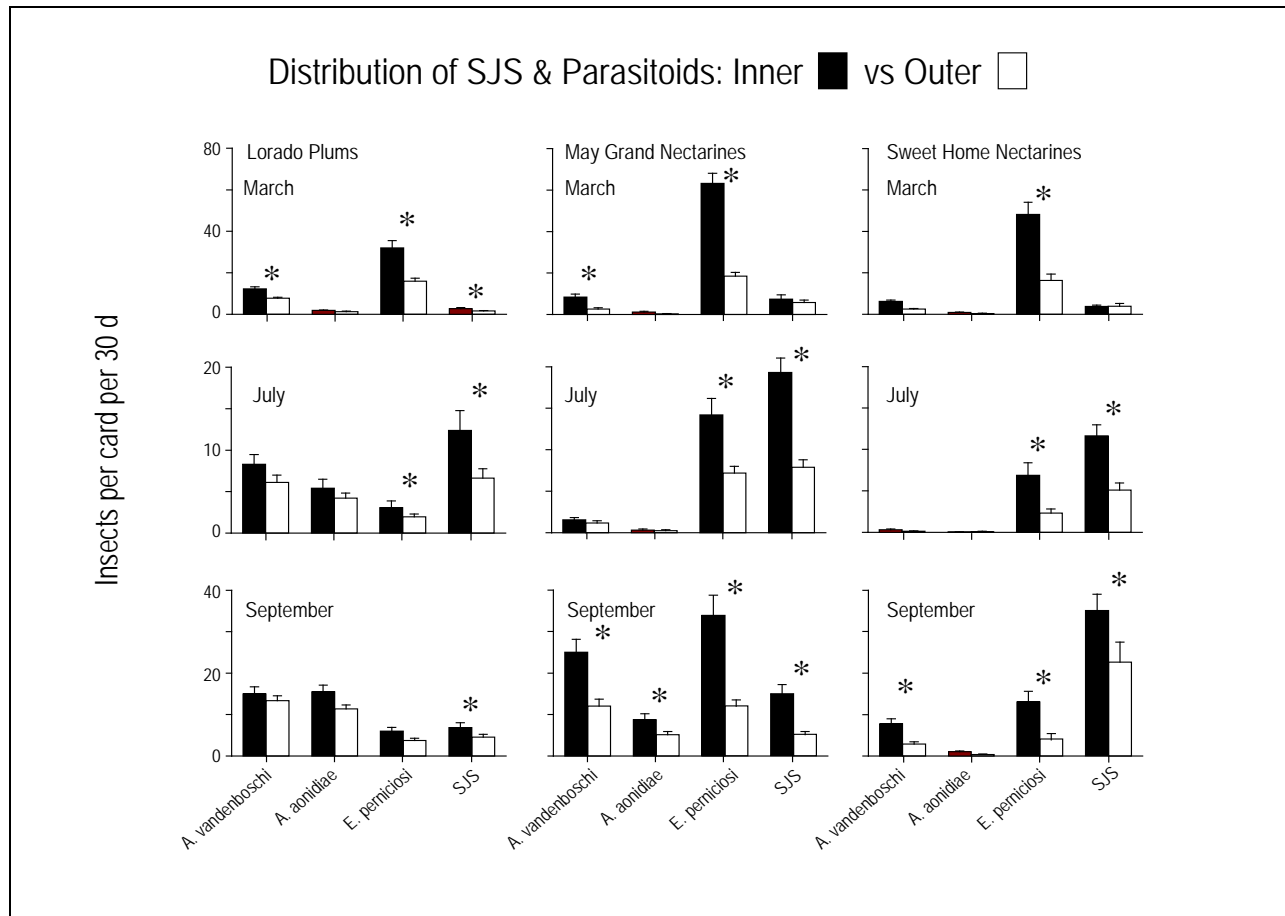 Distribution of SJS & Parasitoids: Inner vs Outer
Insects per card per 30 d
80
40
0
Lorado Plums
March
*
*
*
May Grand Nectarines
March
*
*
Sweet Home Nectarines
March
*
20
10
0
July
*
*
July
*
*
July
*
*
40
20
0
September
*
September
*
*
*
*
September
*
*
*
A. vandenboschi
A. aonidiae
E. perniciosi
SJS
A. vandenboschi
A. aonidiae
E. perniciosi
SJS
A. vandenboschi
A. aonidiae
E. perniciosi
SJS